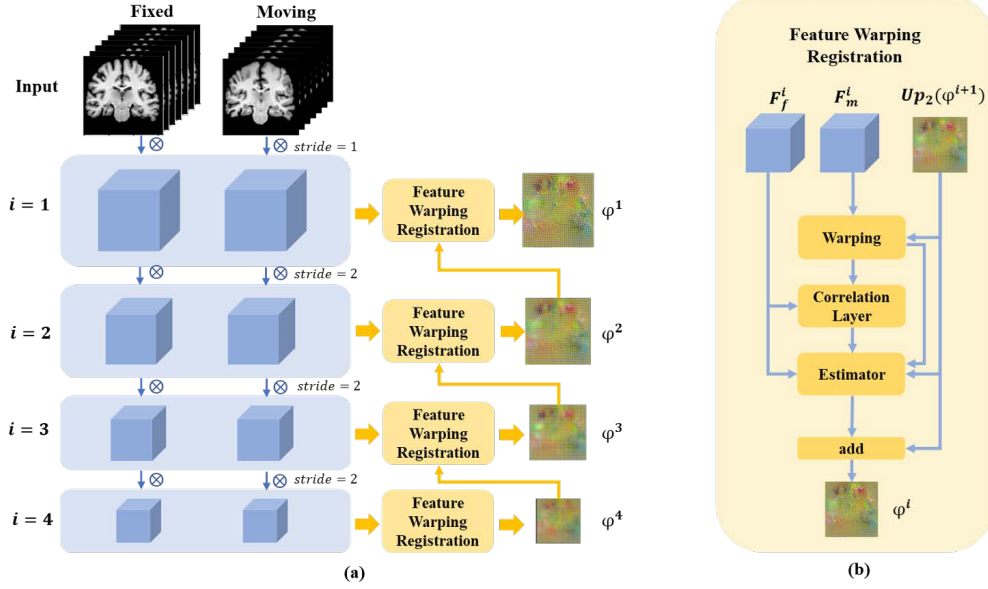 Fixed
Moving
Input
⊗
⊗ stride = 1
i = 1
Feature
Warping
Registration
φ¹
⊗
⊗ stride = 2
i = 2
Feature
Warping
Registration
φ²
⊗
⊗ stride = 2
i = 3
Feature
Warping
Registration
φ³
⊗
⊗ stride = 2
i = 4
Feature
Warping
Registration
φ⁴
(a)
Feature Warping
Registration
F_f^i
F_m^i
Up₂(φ^{i+1})
Warping
Correlation
Layer
Estimator
add
φ^i
(b)